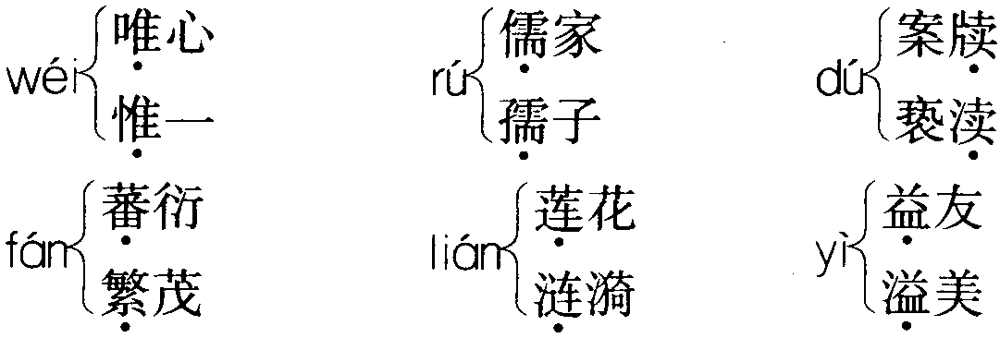 wéi 唯心 惟一
rú 儒家 孺子
dú 案牍 亵渎
fán 蕃衍 繁茂
lián 莲花 涟漪
yì 益友 溢美